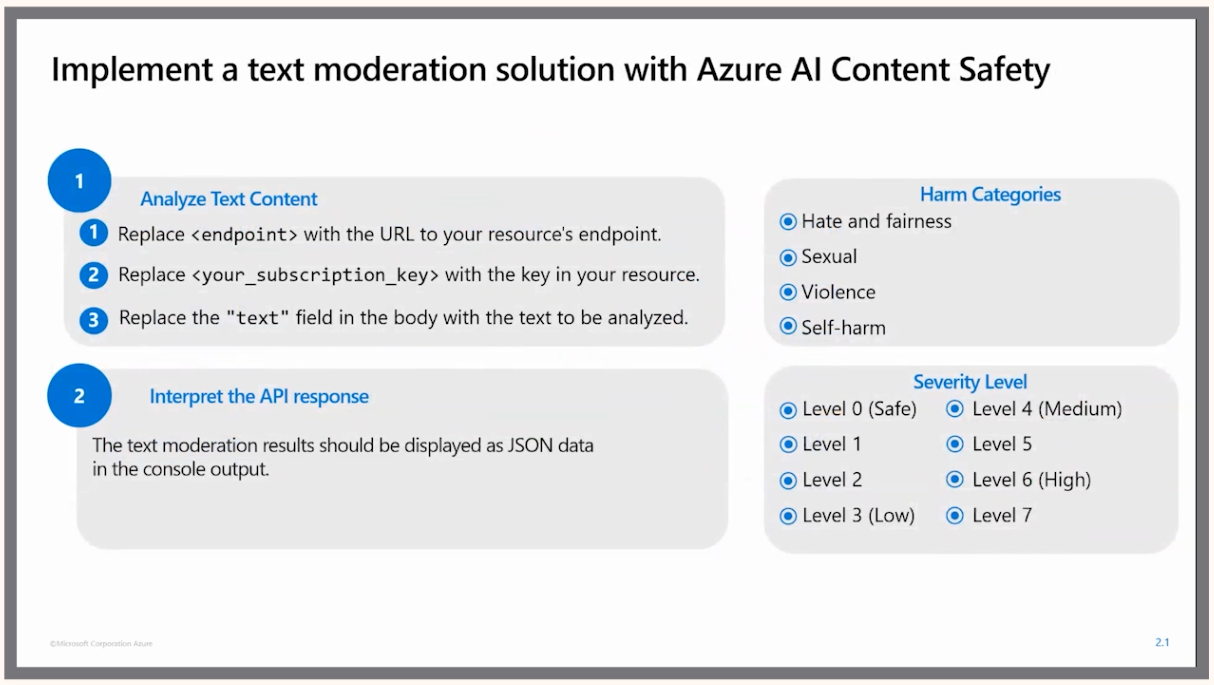 Implement a text moderation solution with Azure AI Content Safety
1
Analyze Text Content
1 Replace <endpoint> with the URL to your resource's endpoint.
2 Replace <your_subscription_key> with the key in your resource.
3 Replace the "text" field in the body with the text to be analyzed.
2
Interpret the API response
The text moderation results should be displayed as JSON data
in the console output.
Harm Categories
Hate and fairness
Sexual
Violence
Self-harm
Severity Level
Level 0 (Safe)
Level 1
Level 2
Level 3 (Low)
Level 4 (Medium)
Level 5
Level 6 (High)
Level 7
©Microsoft Corporation Azure
2.1